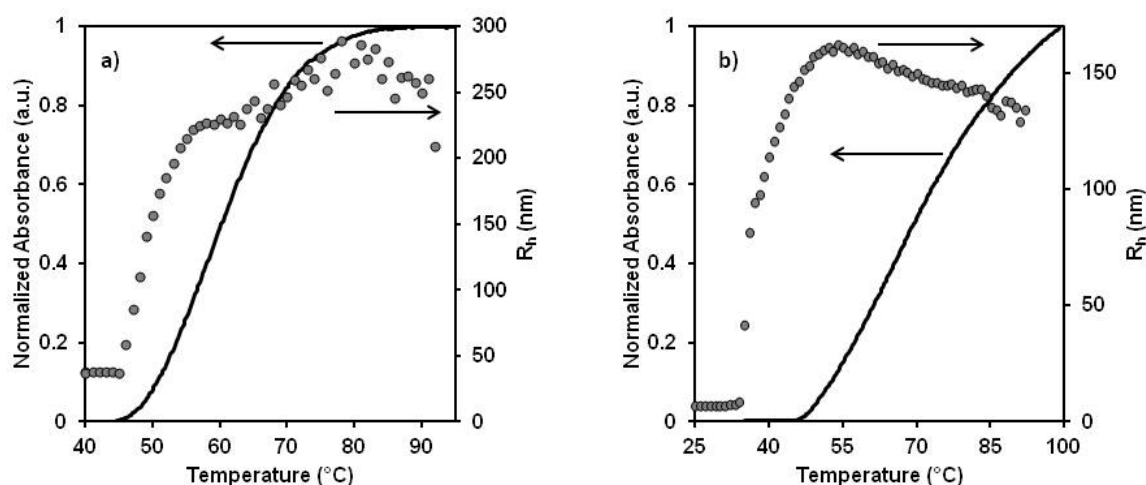 a)
Normalized Absorbance (a.u.)
1
0.8
0.6
0.4
0.2
0
300
250
200
150
100
50
0
Rh (nm)
40 50 60 70 80 90
Temperature (°C)
b)
Normalized Absorbance (a.u.)
1
0.8
0.6
0.4
0.2
0
150
100
50
0
Rh (nm)
25 40 55 70 85 100
Temperature (°C)